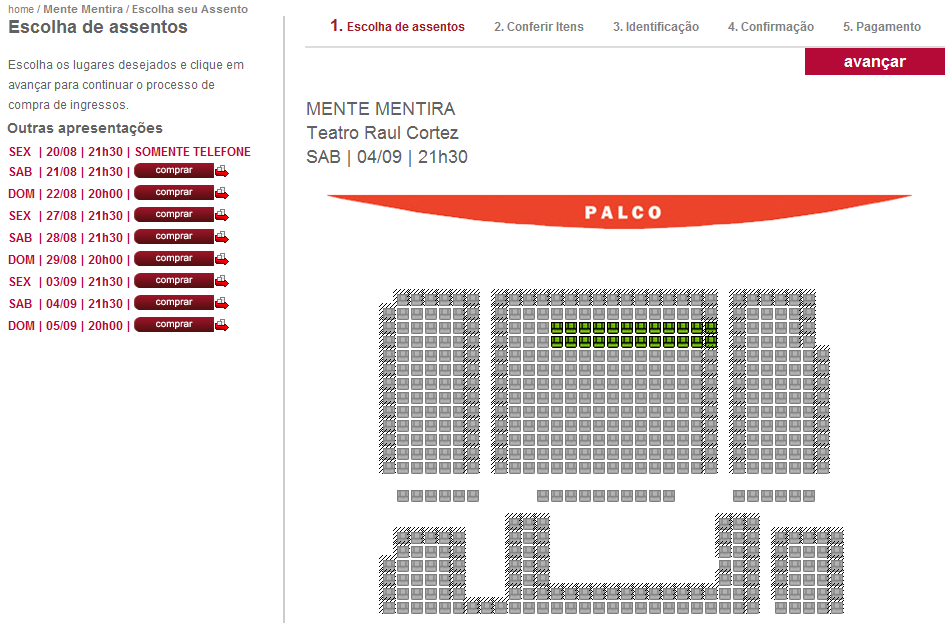 home / Mente Mentira / Escolha seu Assento
Escolha de assentos
Escolha os lugares desejados e clique em
avançar para continuar o processo de
compra de ingressos.
Outras apresentações
SEX | 20/08 | 21h30 | SOMENTE TELEFONE
SAB | 21/08 | 21h30 | comprar
DOM | 22/08 | 20h00 | comprar
SEX | 27/08 | 21h30 | comprar
SAB | 28/08 | 21h30 | comprar
DOM | 29/08 | 20h00 | comprar
SEX | 03/09 | 21h30 | comprar
SAB | 04/09 | 21h30 | comprar
DOM | 05/09 | 20h00 | comprar
1. Escolha de assentos 2. Conferir Itens 3. Identificação 4. Confirmação 5. Pagamento
avançar
MENTE MENTIRA
Teatro Raul Cortez
SAB | 04/09 | 21h30
PALCO